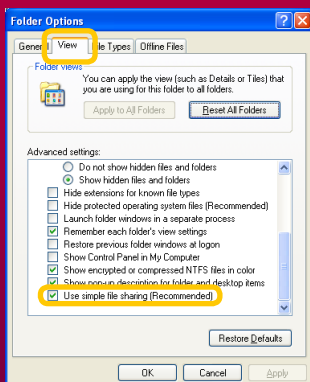 Folder Options
General View File Types Offline Files
Folder views
You can apply the view (such as Details or Tiles) that
you are using for this folder to all folders.
Apply to All Folders Reset All Folders
Advanced settings:
Do not show hidden files and folders
Show hidden files and folders
Hide extensions for known file types
Hide protected operating system files (Recommended)
Launch folder windows in a separate process
Remember each folder's view settings
Restore previous folder windows at logon
Show Control Panel in My Computer
Show encrypted or compressed NTFS files in color
Show pop-up description for folder and desktop items
Use simple file sharing (Recommended)
Restore Defaults
OK Cancel Apply